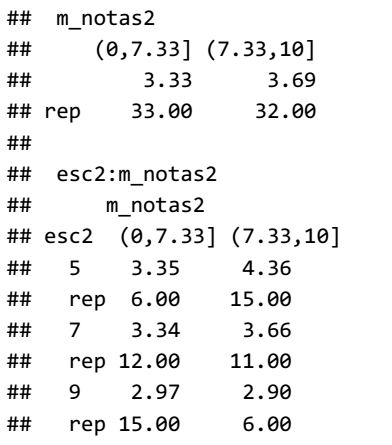 ##  m_notas2
##     (0,7.33] (7.33,10]
##         3.33      3.69
## rep    33.00     32.00
##
##  esc2:m_notas2
##      m_notas2
## esc2  (0,7.33] (7.33,10]
##   5    3.35     4.36
##   rep  6.00    15.00
##   7    3.34     3.66
##   rep 12.00    11.00
##   9    2.97     2.90
##   rep 15.00     6.00